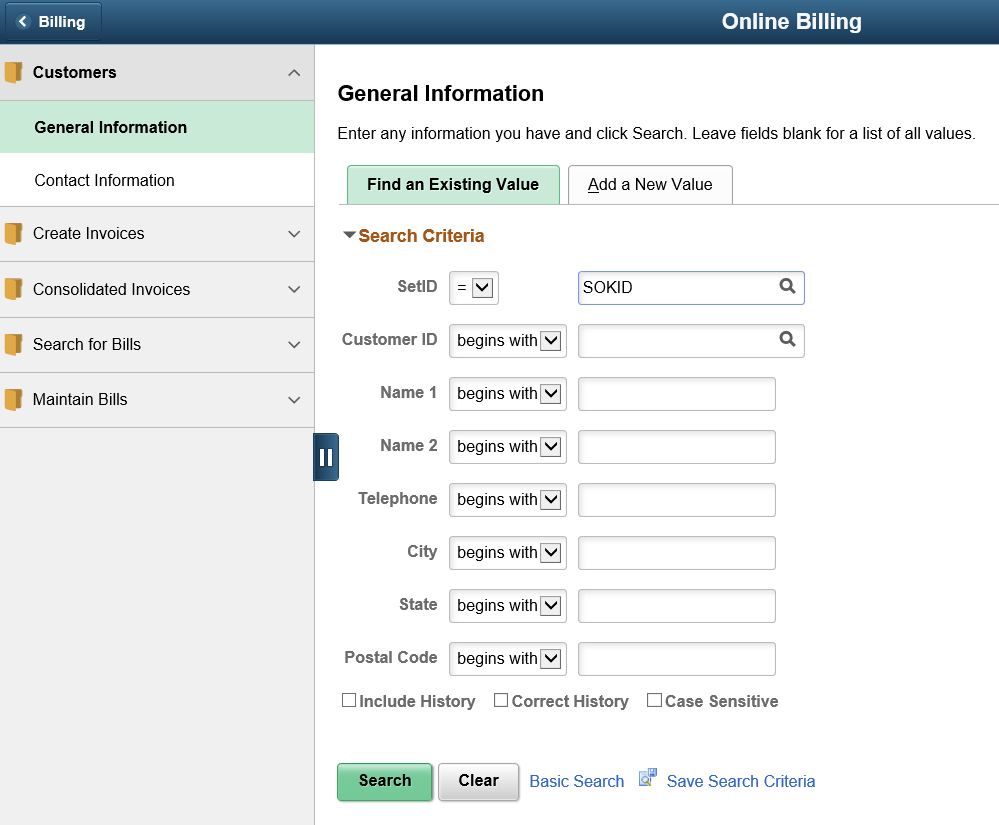 Billing
Online Billing
Customers
General Information
Contact Information
Create Invoices
Consolidated Invoices
Search for Bills
Maintain Bills
General Information
Enter any information you have and click Search. Leave fields blank for a list of all values.
Find an Existing Value
Add a New Value
Search Criteria
SetID = SOKID
Customer ID begins with
Name 1 begins with
Name 2 begins with
Telephone begins with
City begins with
State begins with
Postal Code begins with
Include History Correct History Case Sensitive
Search Clear Basic Search Save Search Criteria